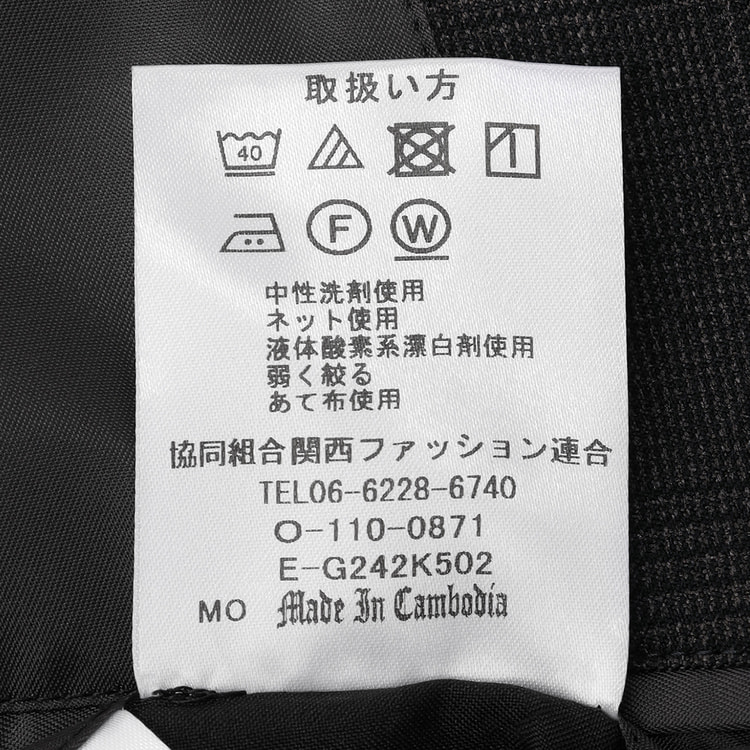 取扱い方
40
F W
中性洗剤使用
ネット使用
液体酸素系漂白剤使用
弱く絞る
あて布使用
協同組合関西ファッション連合
TEL06-6228-6740
O-110-0871
E-G242K502
MO Made In Cambodia